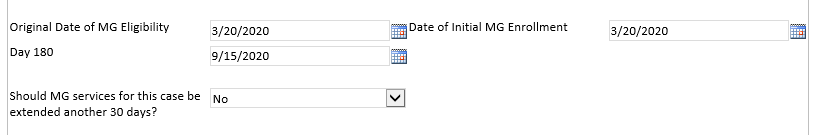 Original Date of MG Eligibility 3/20/2020 Date of Initial MG Enrollment 3/20/2020
Day 180 9/15/2020
Should MG services for this case be No
extended another 30 days?